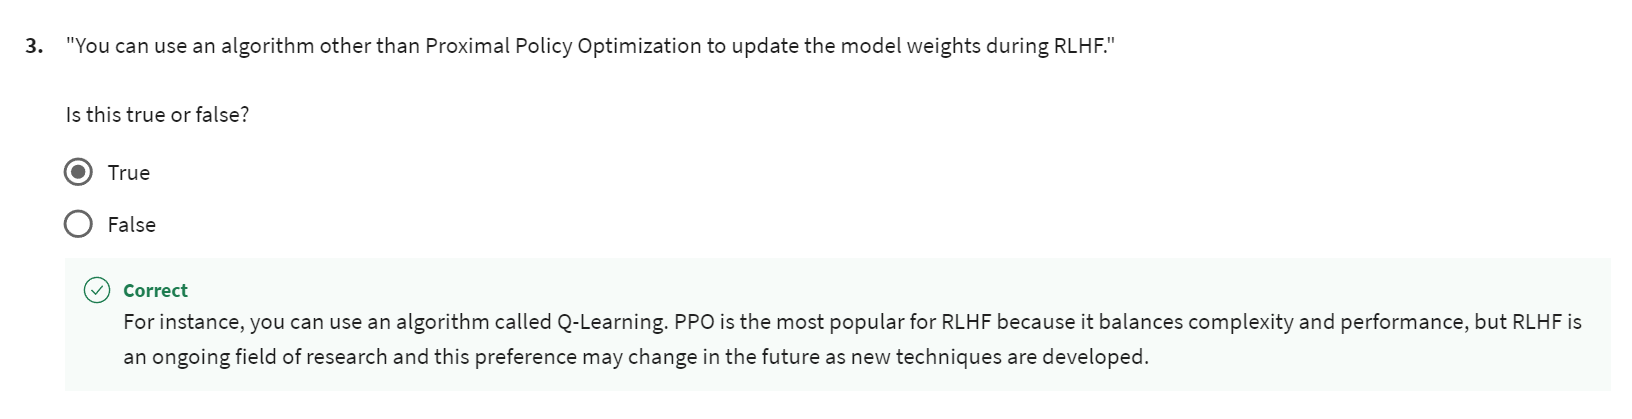 3. "You can use an algorithm other than Proximal Policy Optimization to update the model weights during RLHF."
Is this true or false?
True
False
Correct
For instance, you can use an algorithm called Q-Learning. PPO is the most popular for RLHF because it balances complexity and performance, but RLHF is
an ongoing field of research and this preference may change in the future as new techniques are developed.